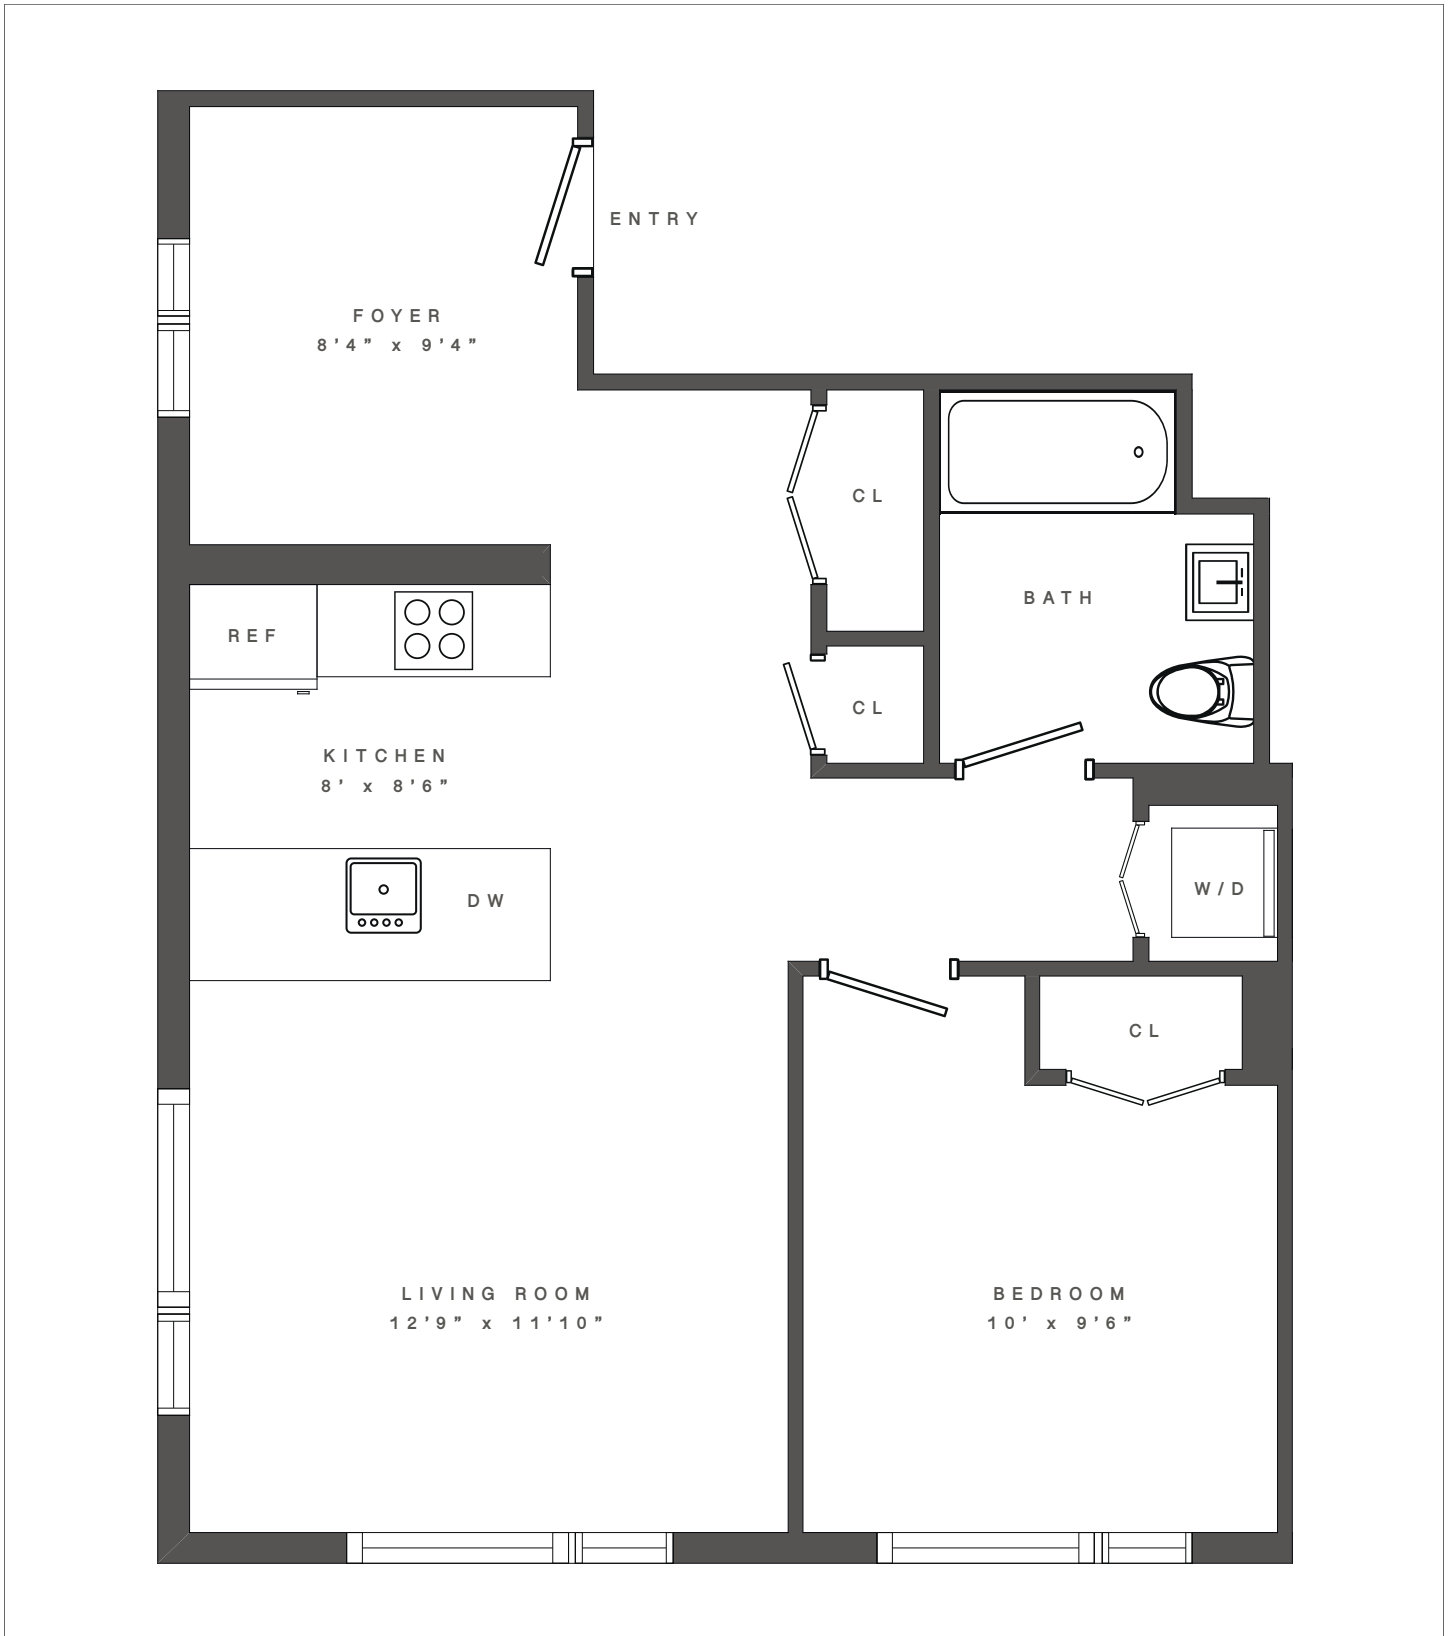 ENTRY
FOYER
8’4” x 9’4”
CL
BATH
REF
CL
KITCHEN
8’ x 8’6”
W/D
DW
CL
LIVING ROOM
12’9” x 11’10”
BEDROOM
10’ x 9’6”